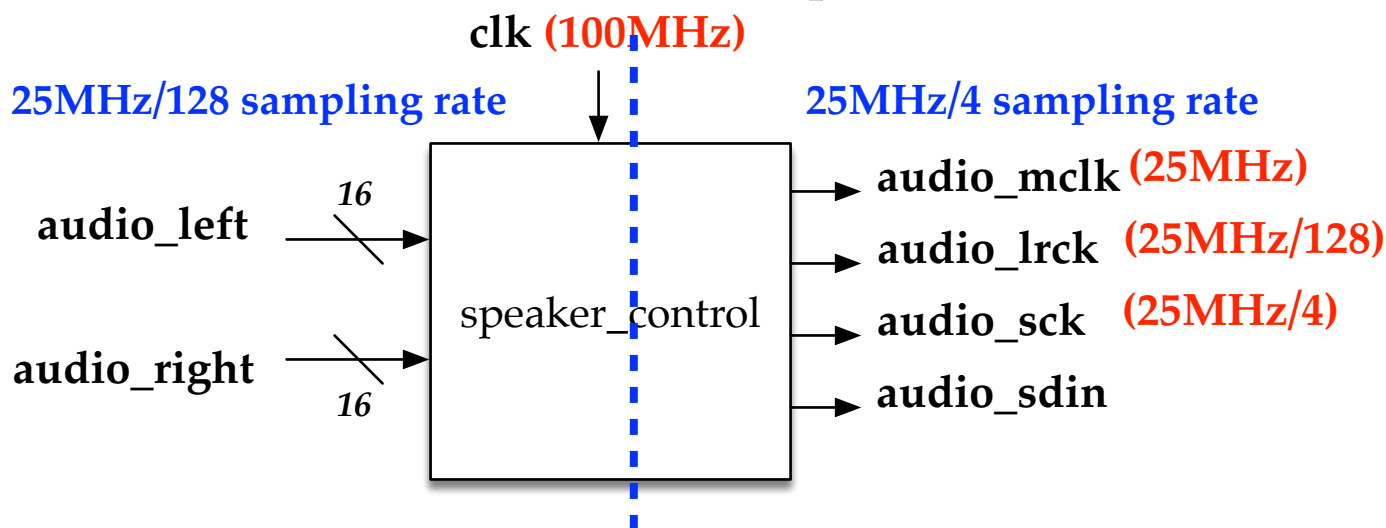 clk (100MHz)
25MHz/128 sampling rate
25MHz/4 sampling rate
16
audio_left
audio_right
16
speaker_control
audio_mclk (25MHz)
audio_lrck (25MHz/128)
audio_sck (25MHz/4)
audio_sdin